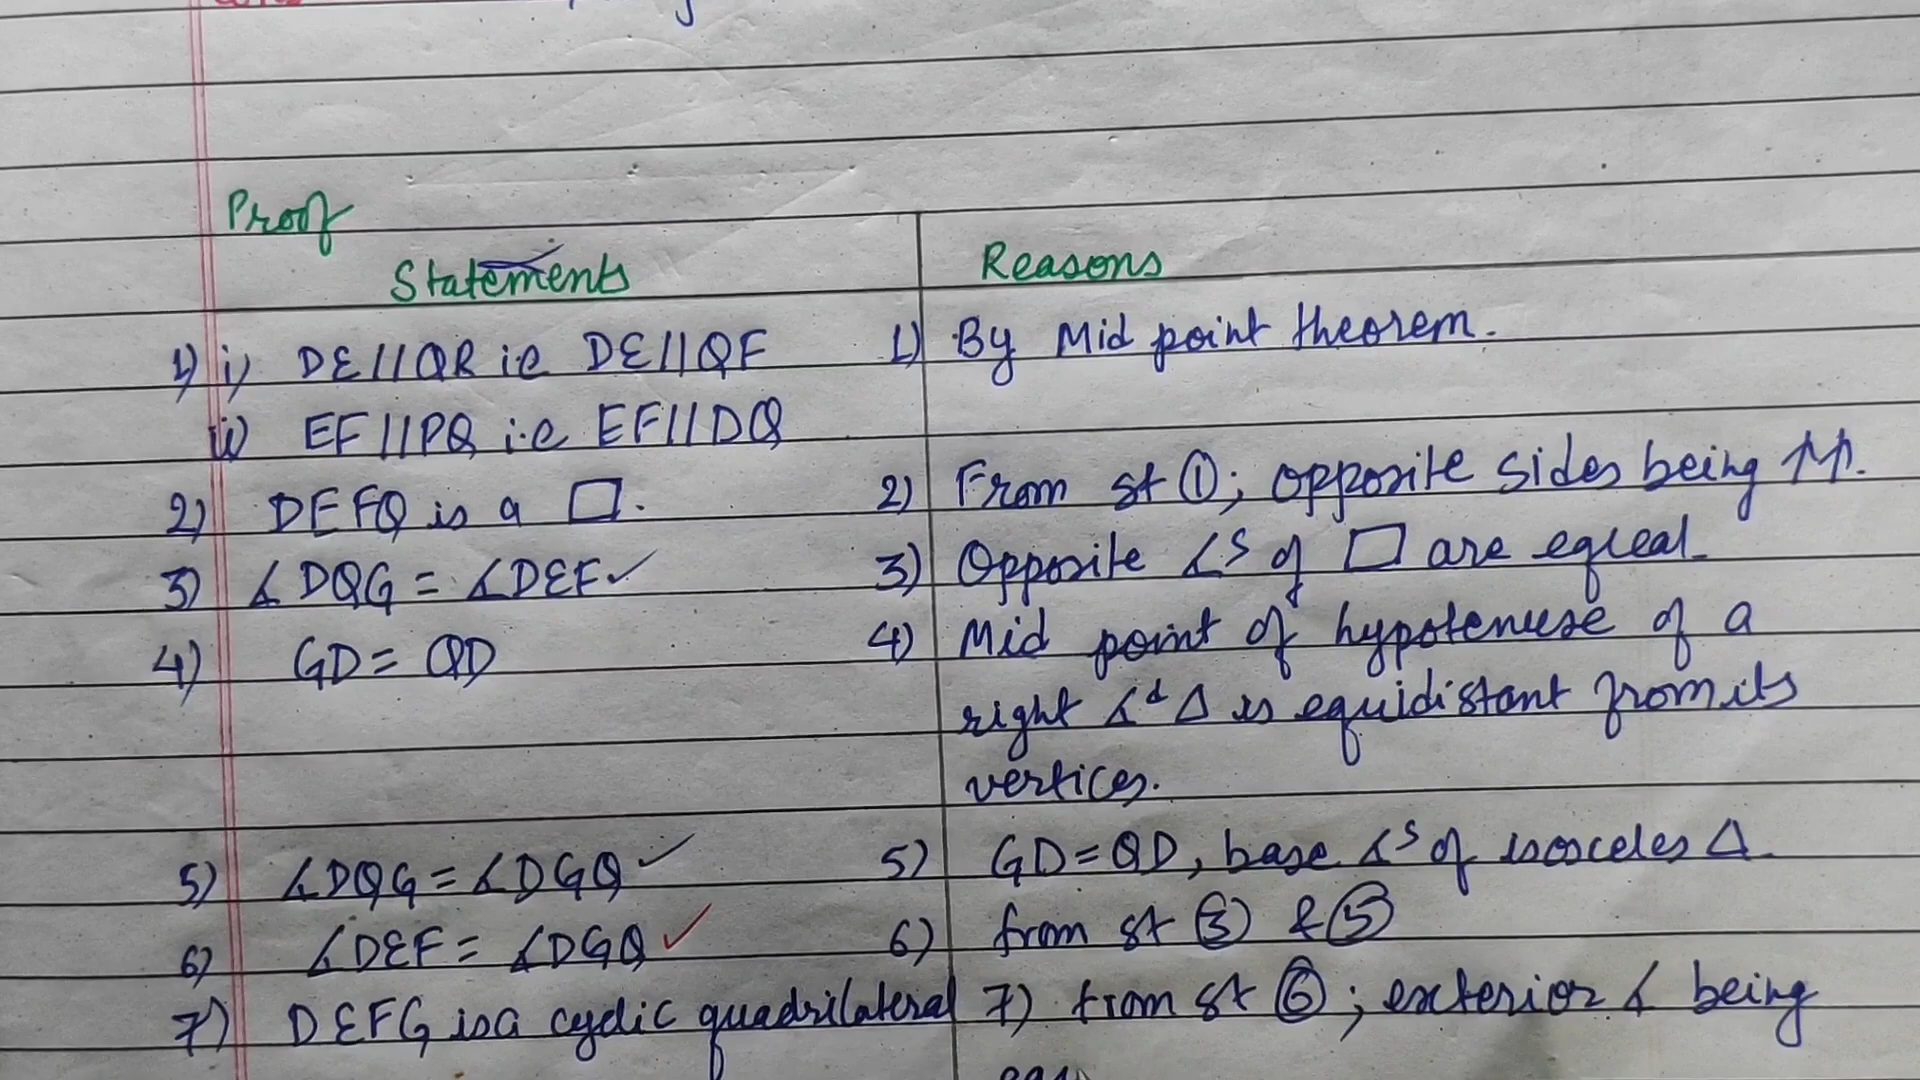 Proof
Statements
Reasons
1) i) DE//QR ie DE//QF
1) By Mid point theorem.
ii) EF//PQ i.e EF//DQ
2) DEFQ is a ▱.
2) From st ①; opposite sides being //.
3) ∠DQG = ∠DEF✓
3) Opposite ∠s of ▱ are equal.
4) GD = QD
4) Mid point of hypotenuse of a
right ∠d Δ is equidistant from its
vertices.
5) ∠DQG = ∠DGQ ✓
5) GD = QD, base ∠s of isosceles Δ.
6) ∠DEF = ∠DGQ ✓
6) from st ③ & ⑤
7) DEFG is a cyclic quadrilateral
7) from st ⑥; exterior ∠ being